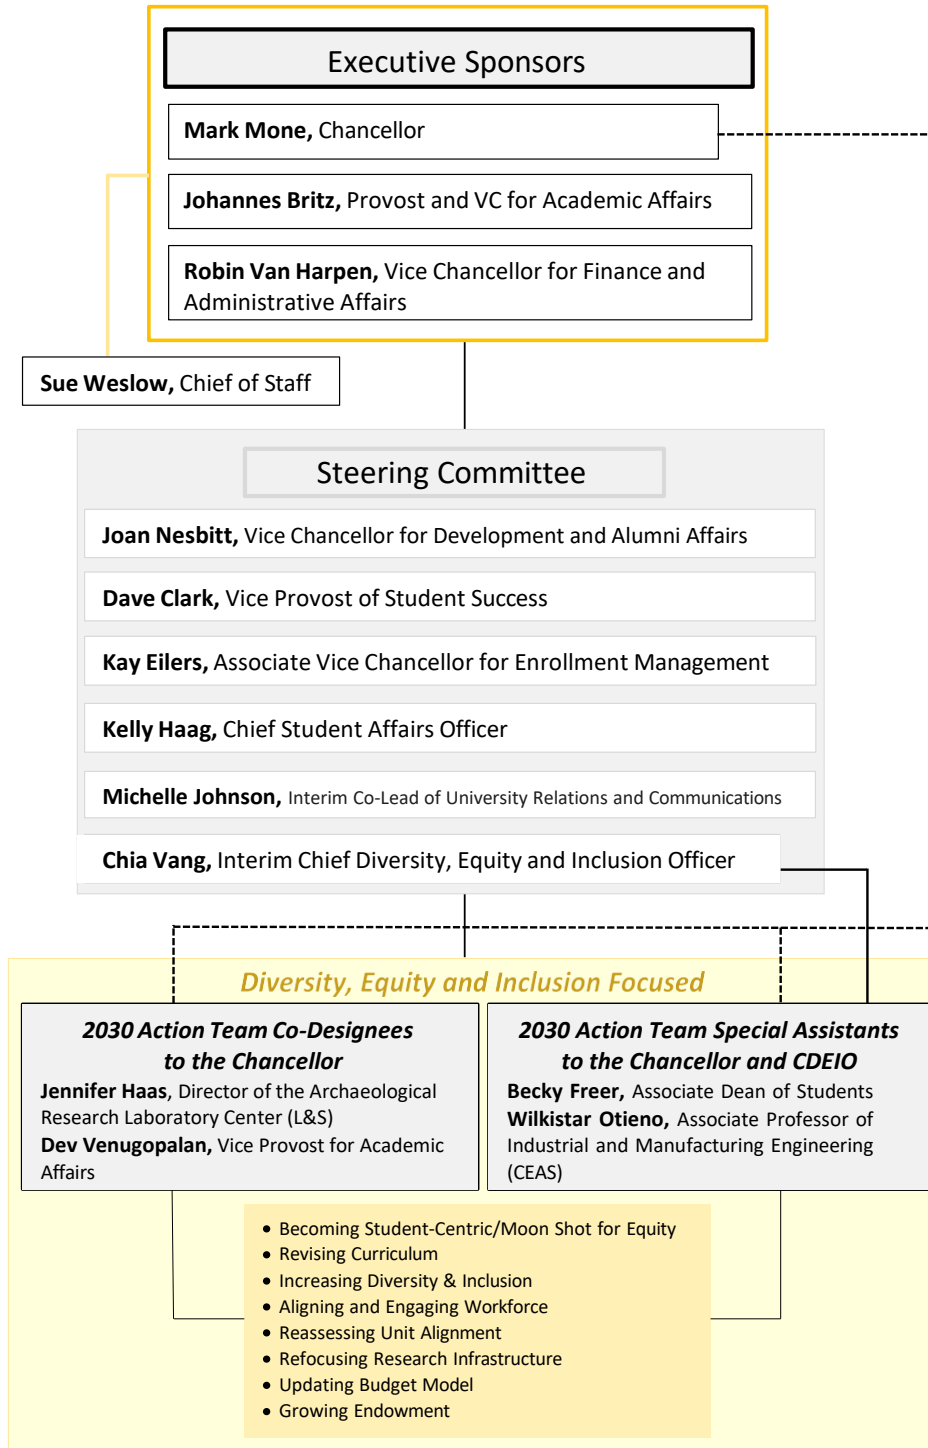 Executive Sponsors
Mark Mone, Chancellor
Johannes Britz, Provost and VC for Academic Affairs
Robin Van Harpen, Vice Chancellor for Finance and
Administrative Affairs
Sue Weslow, Chief of Staff
Steering Committee
Joan Nesbitt, Vice Chancellor for Development and Alumni Affairs
Dave Clark, Vice Provost of Student Success
Kay Eilers, Associate Vice Chancellor for Enrollment Management
Kelly Haag, Chief Student Affairs Officer
Michelle Johnson, Interim Co-Lead of University Relations and Communications
Chia Vang, Interim Chief Diversity, Equity and Inclusion Officer
Diversity, Equity and Inclusion Focused
2030 Action Team Co-Designees
to the Chancellor
Jennifer Haas, Director of the Archaeological
Research Laboratory Center (L&S)
Dev Venugopalan, Vice Provost for Academic
Affairs
2030 Action Team Special Assistants
to the Chancellor and CDEIO
Becky Freer, Associate Dean of Students
Wilkistar Otieno, Associate Professor of
Industrial and Manufacturing Engineering
(CEAS)
• Becoming Student-Centric/Moon Shot for Equity
• Revising Curriculum
• Increasing Diversity & Inclusion
• Aligning and Engaging Workforce
• Reassessing Unit Alignment
• Refocusing Research Infrastructure
• Updating Budget Model
• Growing Endowment